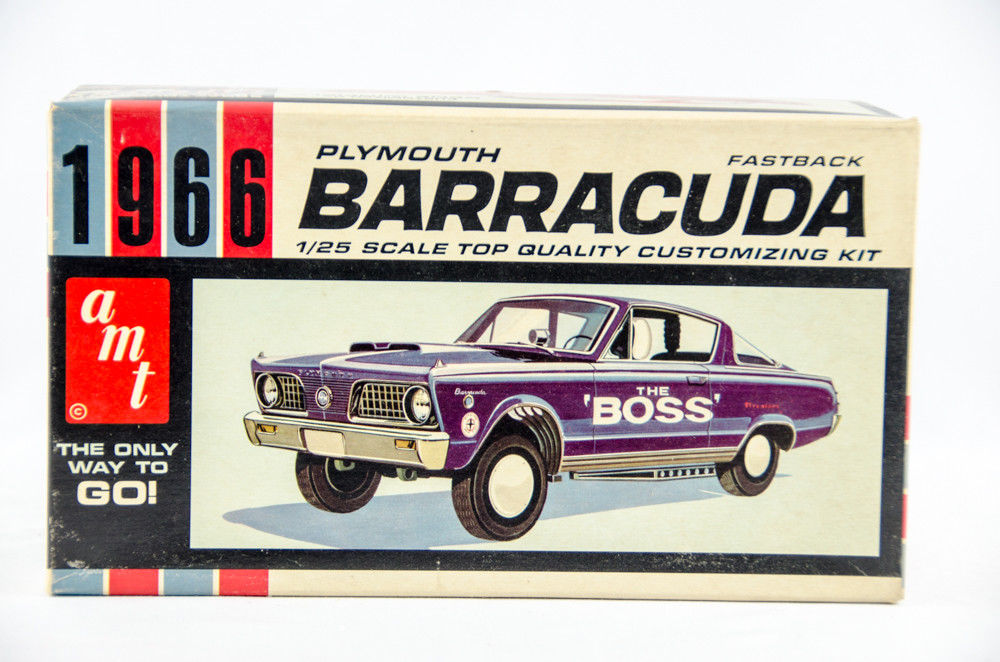 1966
PLYMOUTH
FASTBACK
BARRACUDA
1/25 SCALE TOP QUALITY CUSTOMIZING KIT
amt
©
THE ONLY
WAY TO
GO!
Barracuda
THE
'BOSS'